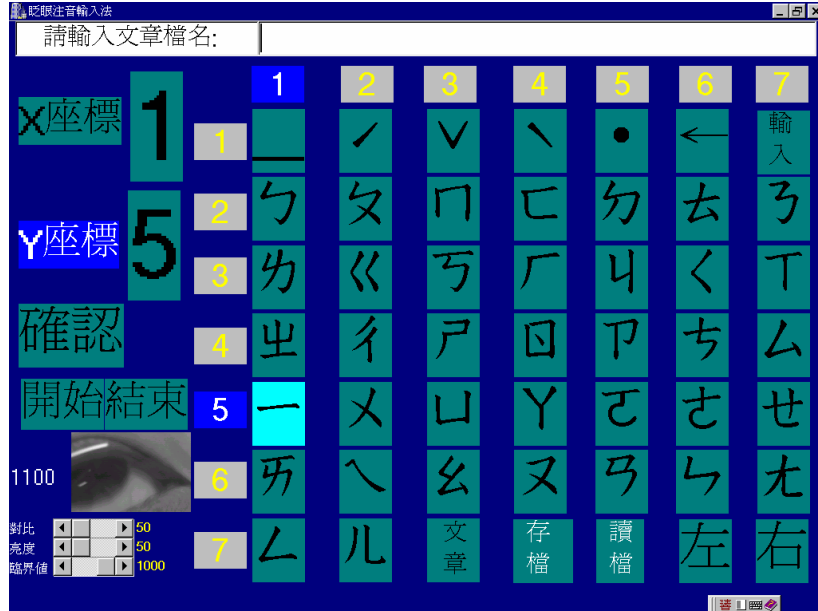 眨眼注音輸入法
請輸入文章檔名:
1 2 3 4 5 6 7
X座標 1
1 ˉ ˊ ˇ ˋ ˙ ← 輸入
2 ㄅ ㄆ ㄇ ㄈ ㄉ ㄊ ㄋ
Y座標 5
3 ㄌ ㄍ ㄎ ㄏ ㄐ ㄑ ㄒ
確認
4 ㄓ ㄔ ㄕ ㄖ ㄗ ㄘ ㄙ
開始 結束
5 ㄧ ㄨ ㄩ ㄚ ㄛ ㄜ ㄝ
1100
6 ㄞ ㄟ ㄠ ㄡ ㄢ ㄣ ㄤ
對比 50
亮度 50
臨界值 1000
7 ㄥ ㄦ 文章 存檔 讀檔 左 右